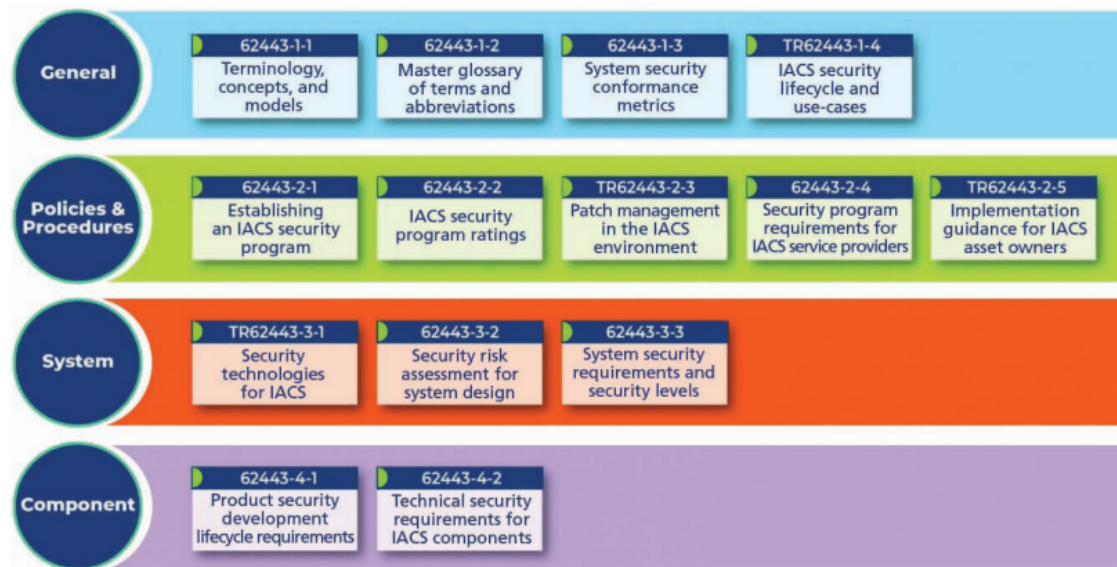 General
62443-1-1
Terminology,
concepts, and
models
62443-1-2
Master glossary
of terms and
abbreviations
62443-1-3
System security
conformance
metrics
TR62443-1-4
IACS security
lifecycle and
use-cases
Policies &
Procedures
62443-2-1
Establishing
an IACS security
program
62443-2-2
IACS security
program ratings
TR62443-2-3
Patch management
in the IACS
environment
62443-2-4
Security program
requirements for
IACS service providers
TR62443-2-5
Implementation
guidance for IACS
asset owners
System
TR62443-3-1
Security
technologies
for IACS
62443-3-2
Security risk
assessment for
system design
62443-3-3
System security
requirements and
security levels
Component
62443-4-1
Product security
development
lifecycle requirements
62443-4-2
Technical security
requirements for
IACS components